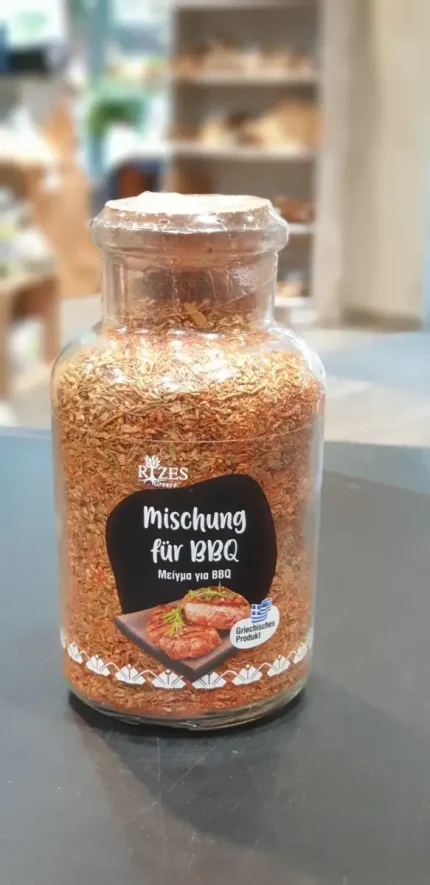 RIZES
Greece
Mischung
für BBQ
Μείγμα για BBQ
Griechisches
Produkt